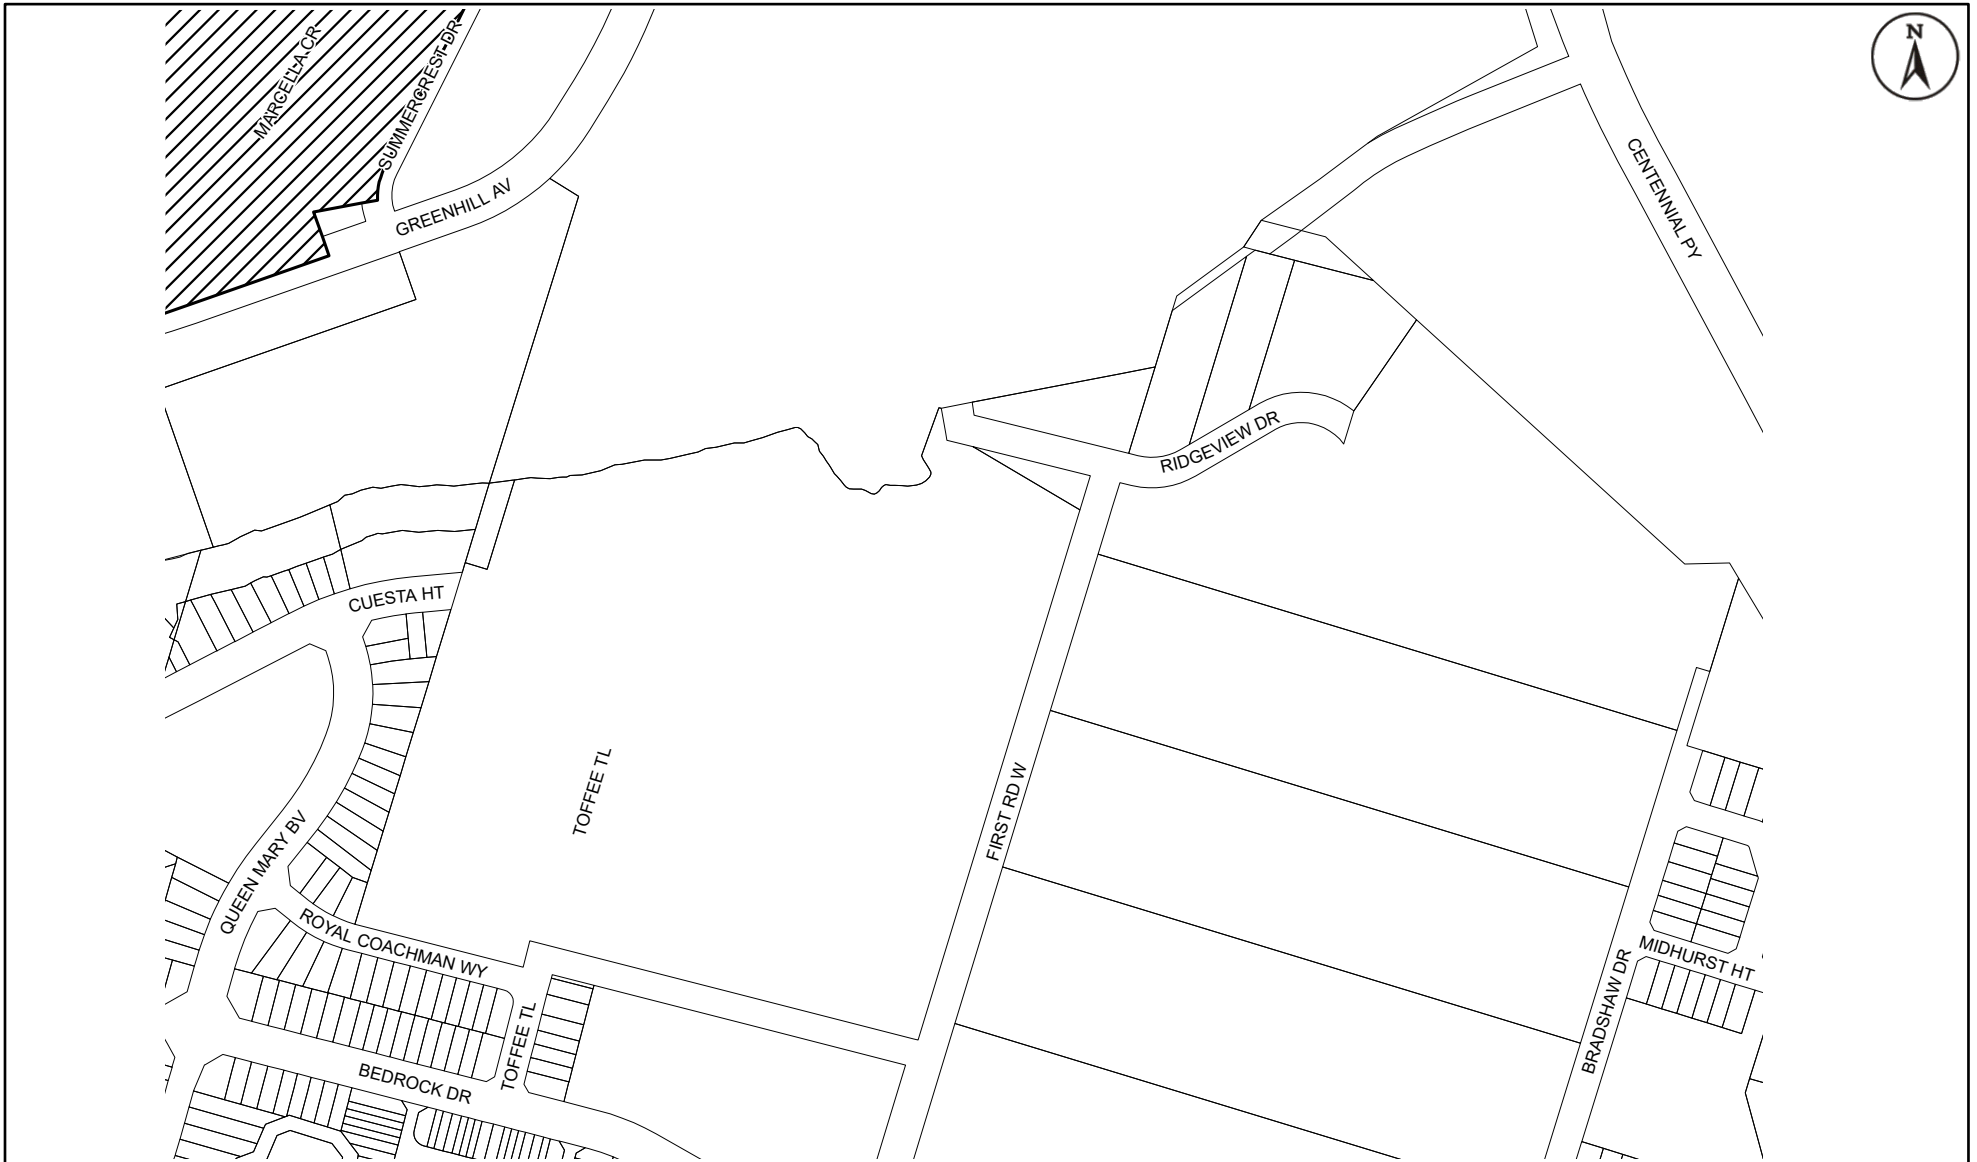 N
MARCELLA CR
SUMMERCREST DR
GREENHILL AV
CENTENNIAL PY
RIDGEVIEW DR
CUESTA HT
TOFFEE TL
FIRST RD W
QUEEN MARY BV
ROYAL COACHMAN WY
MIDHURST HT
BRADSHAW DR
TOFFEE TL
BEDROCK DR